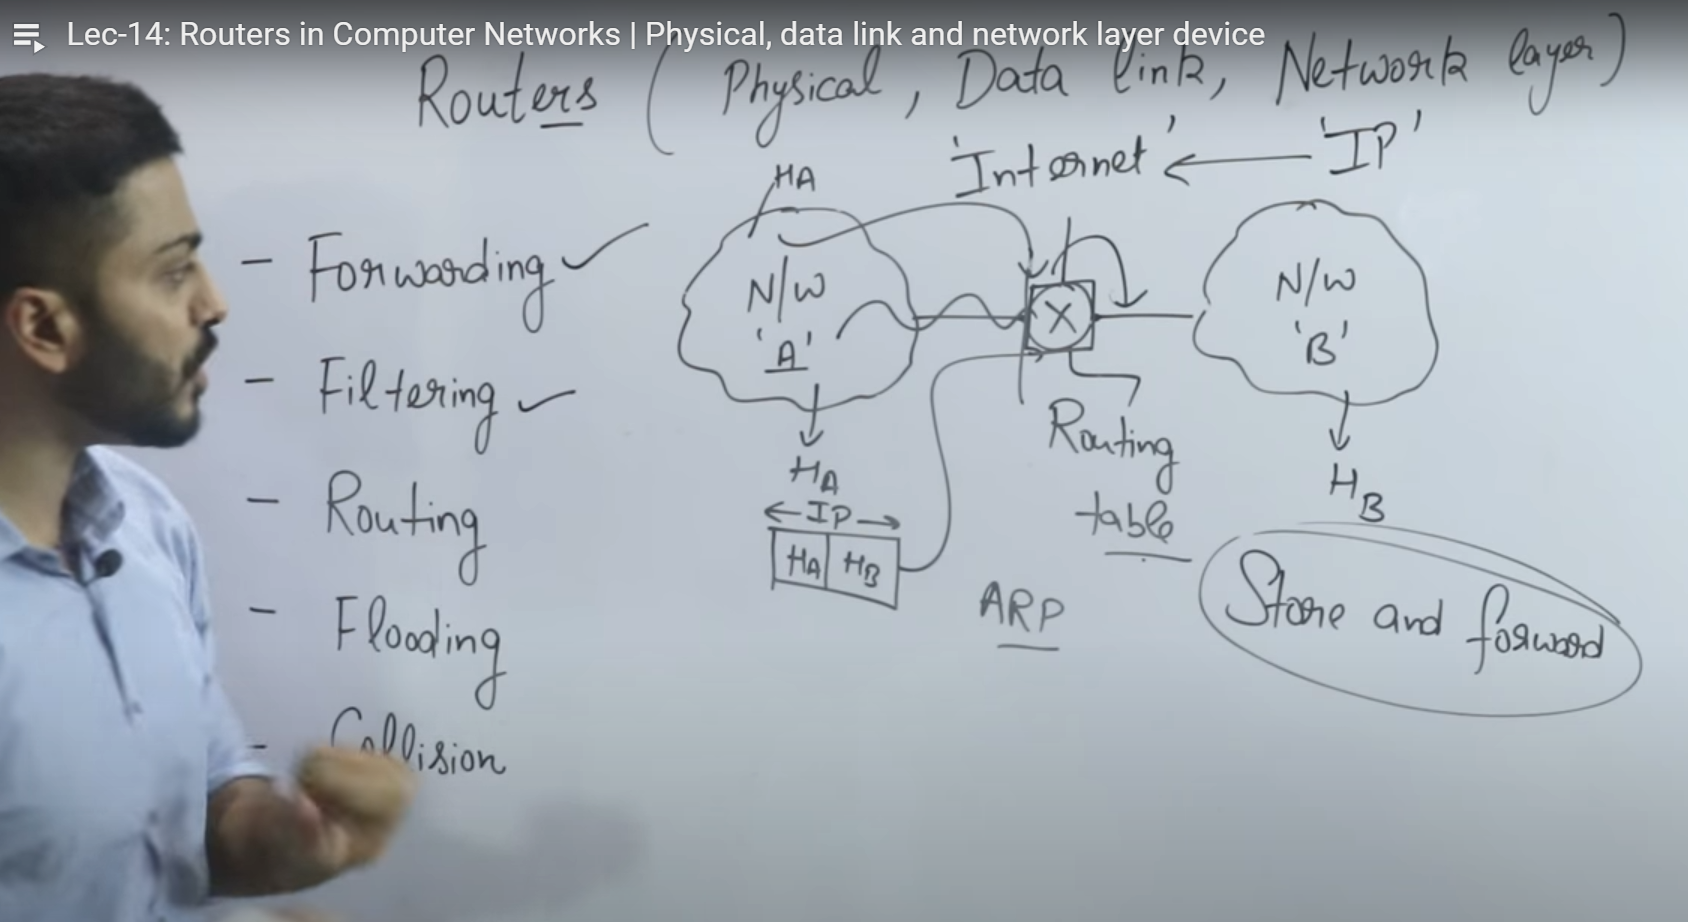 Lec-14: Routers in Computer Networks | Physical, data link and network layer device
Routers ( Physical, Data link, Network layer)
'Internet' ← 'IP'
HA
- Forwarding ✓
- Filtering ✓
- Routing
- Flooding
- Collision
N/W
'A'
X
N/W
'B'
HA
← IP →
HA HB
Routing
table
HB
ARP
Store and forward